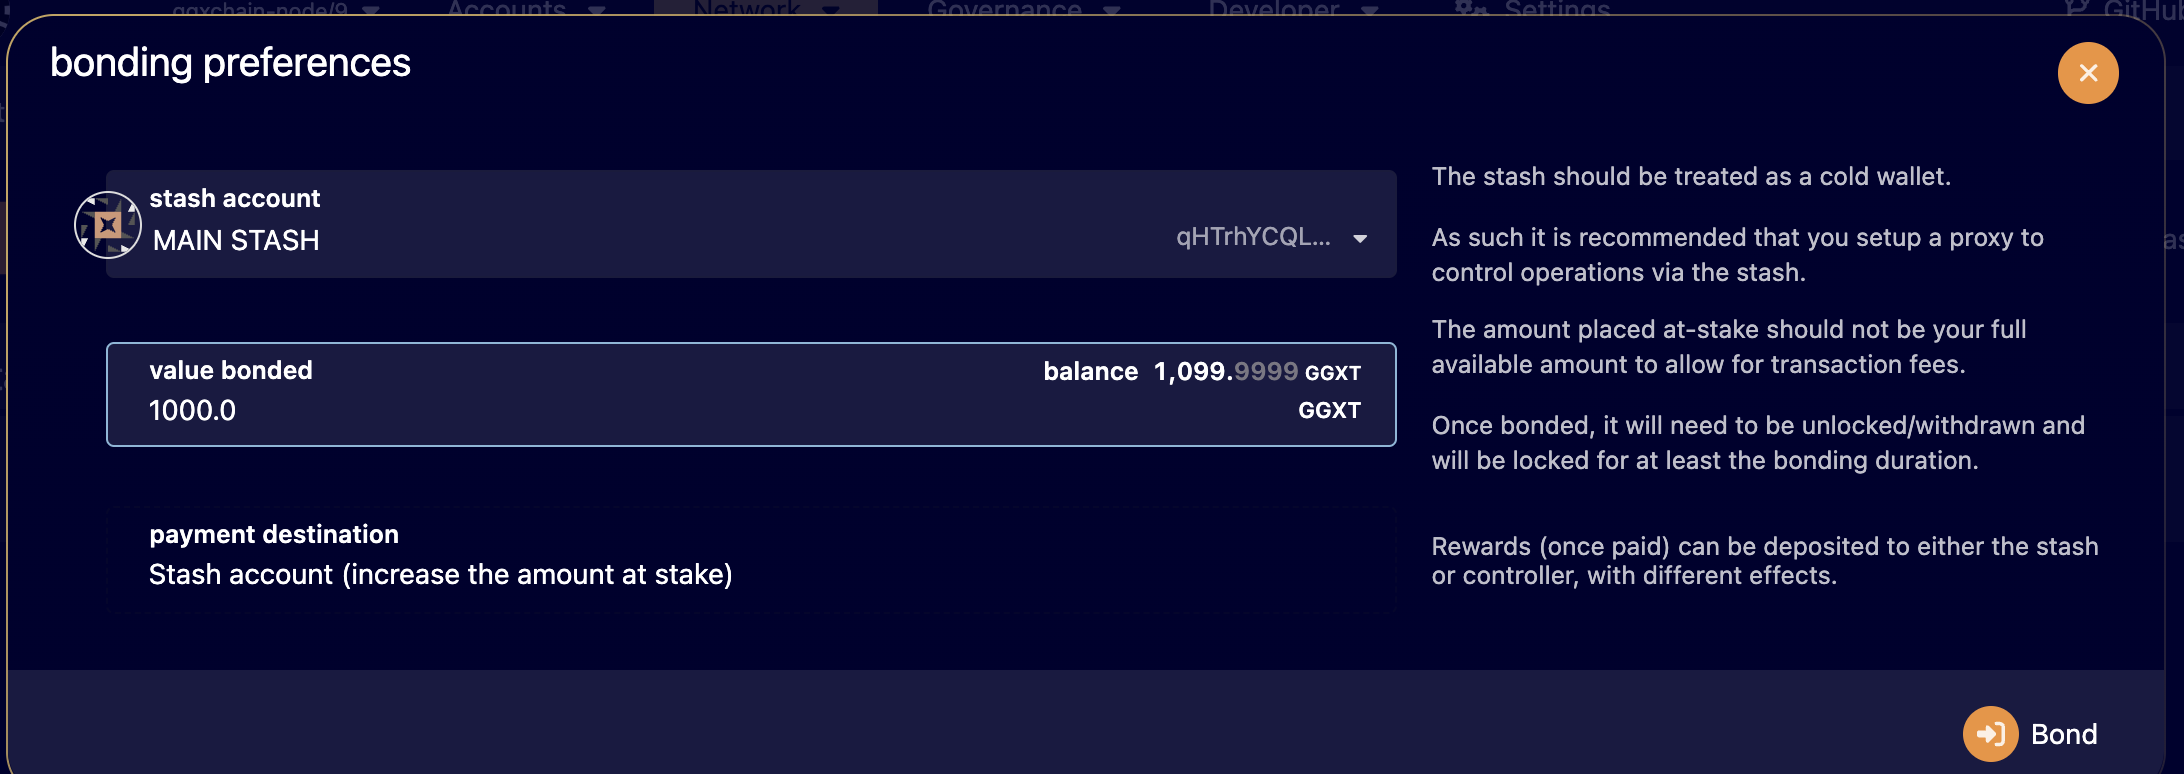 ggxchain-node/9 Accounts Network Governance Developer Settings GitHub
bonding preferences
stash account
MAIN STASH qHTrhYCQL...
The stash should be treated as a cold wallet.
As such it is recommended that you setup a proxy to
control operations via the stash.
value bonded balance 1,099.9999 GGXT
1000.0 GGXT
The amount placed at-stake should not be your full
available amount to allow for transaction fees.
Once bonded, it will need to be unlocked/withdrawn and
will be locked for at least the bonding duration.
payment destination
Stash account (increase the amount at stake)
Rewards (once paid) can be deposited to either the stash
or controller, with different effects.
Bond